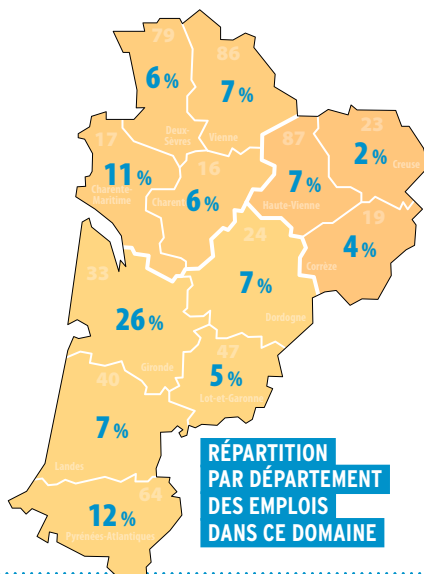 79
6 %
Deux-
Sèvres
86
7 %
Vienne
17
11 %
Charente-
Maritime
16
6 %
Charente
87
7 %
Haute-Vienne
23
2 %
Creuse
19
4 %
Corrèze
24
7 %
Dordogne
33
26 %
Gironde
47
5 %
Lot-et-Garonne
40
7 %
Landes
64
12 %
Pyrénées-Atlantiques
RÉPARTITION
PAR DÉPARTEMENT
DES EMPLOIS
DANS CE DOMAINE